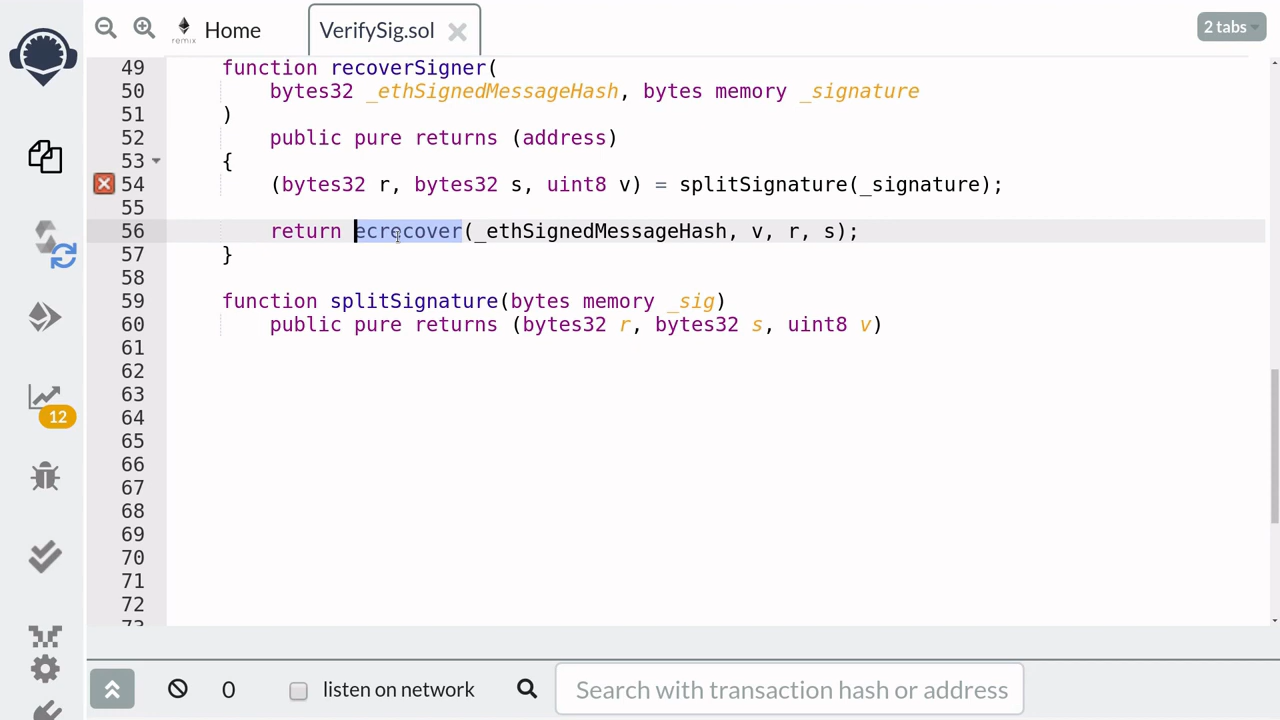 remix
Home
VerifySig.sol
2 tabs
49 function recoverSigner(
50 bytes32 _ethSignedMessageHash, bytes memory _signature
51 )
52 public pure returns (address)
53 {
54 (bytes32 r, bytes32 s, uint8 v) = splitSignature(_signature);
55
56 return ecrecover(_ethSignedMessageHash, v, r, s);
57 }
58
59 function splitSignature(bytes memory _sig)
60 public pure returns (bytes32 r, bytes32 s, uint8 v)
61
62
63
64
65
66
67
68
69
70
71
72
73
12
0
listen on network
Search with transaction hash or address